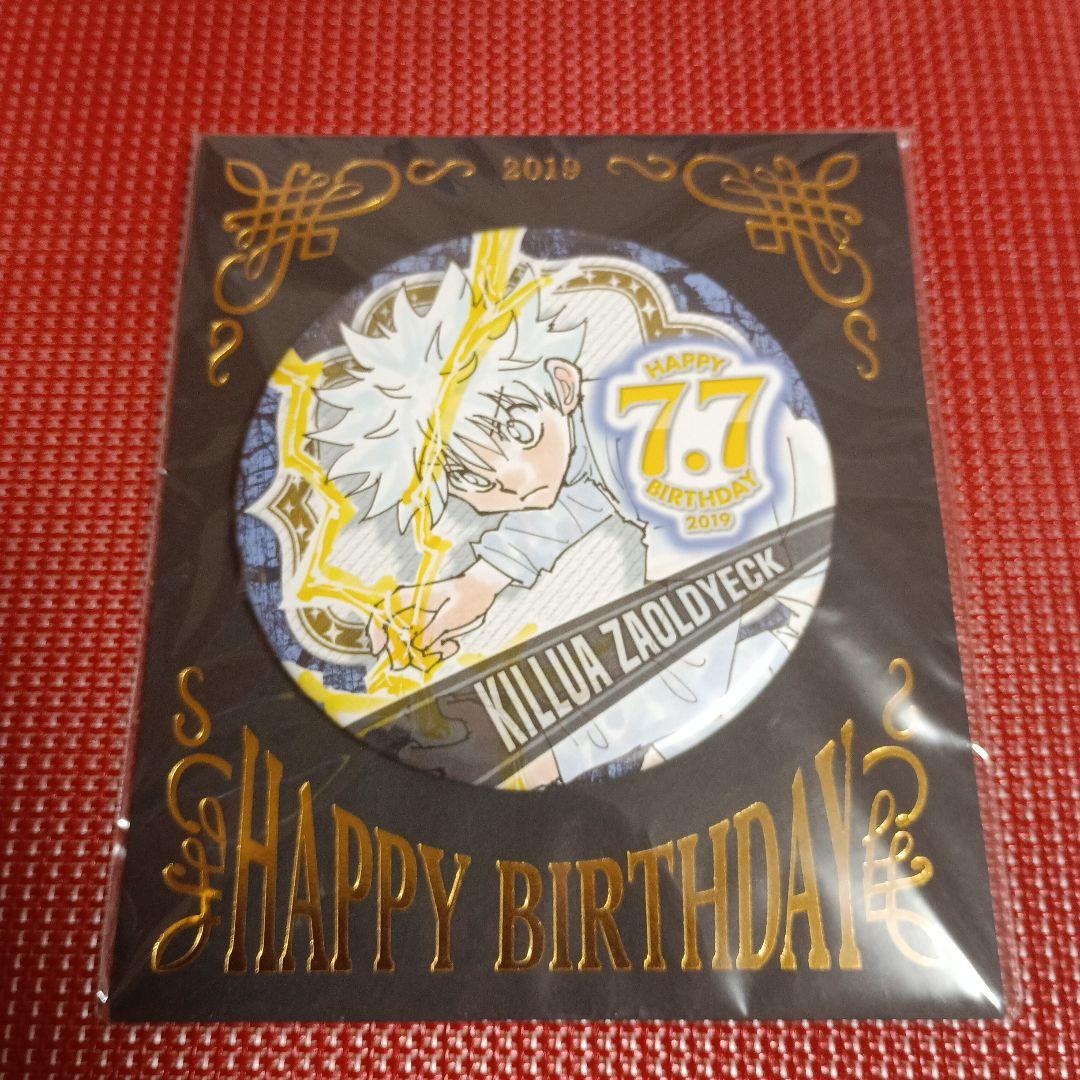 2019
HAPPY
7.7
BIRTHDAY
2019
KILLUA ZAOLDYECK
HAPPY BIRTHDAY